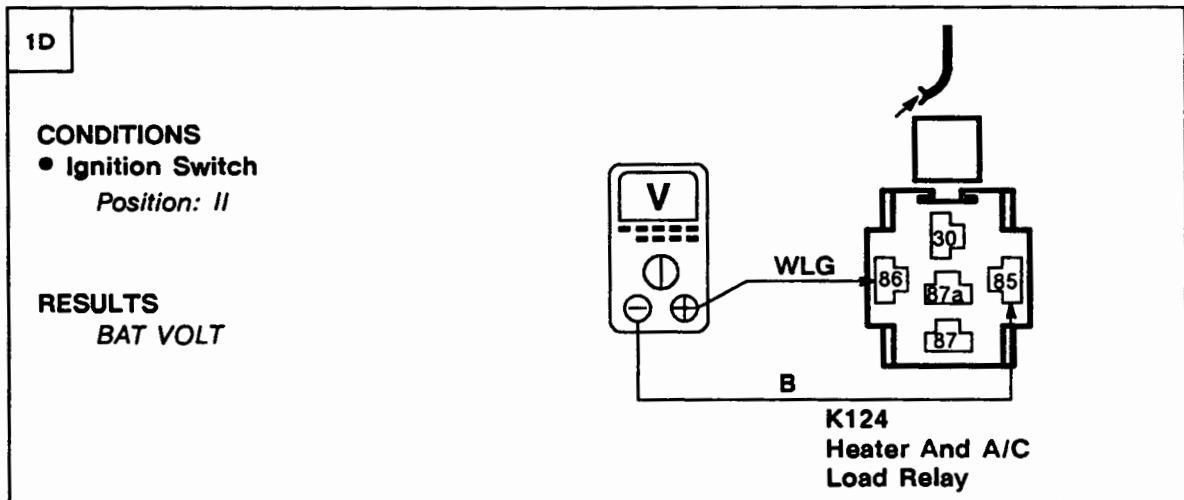 1D
CONDITIONS
● Ignition Switch
Position: II
RESULTS
BAT VOLT
V
WLG
30
86
87a
85
87
B
K124
Heater And A/C
Load Relay